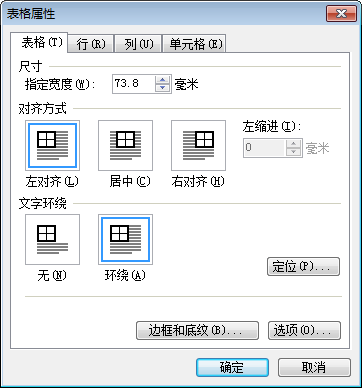 表格属性
表格(T) 行(R) 列(U) 单元格(E)
尺寸
指定宽度(W): 73.8 毫米
对齐方式
左缩进(I):
0 毫米
左对齐(L) 居中(C) 右对齐(H)
文字环绕
无(N) 环绕(A)
定位(P)...
边框和底纹(B)... 选项(O)...
确定 取消